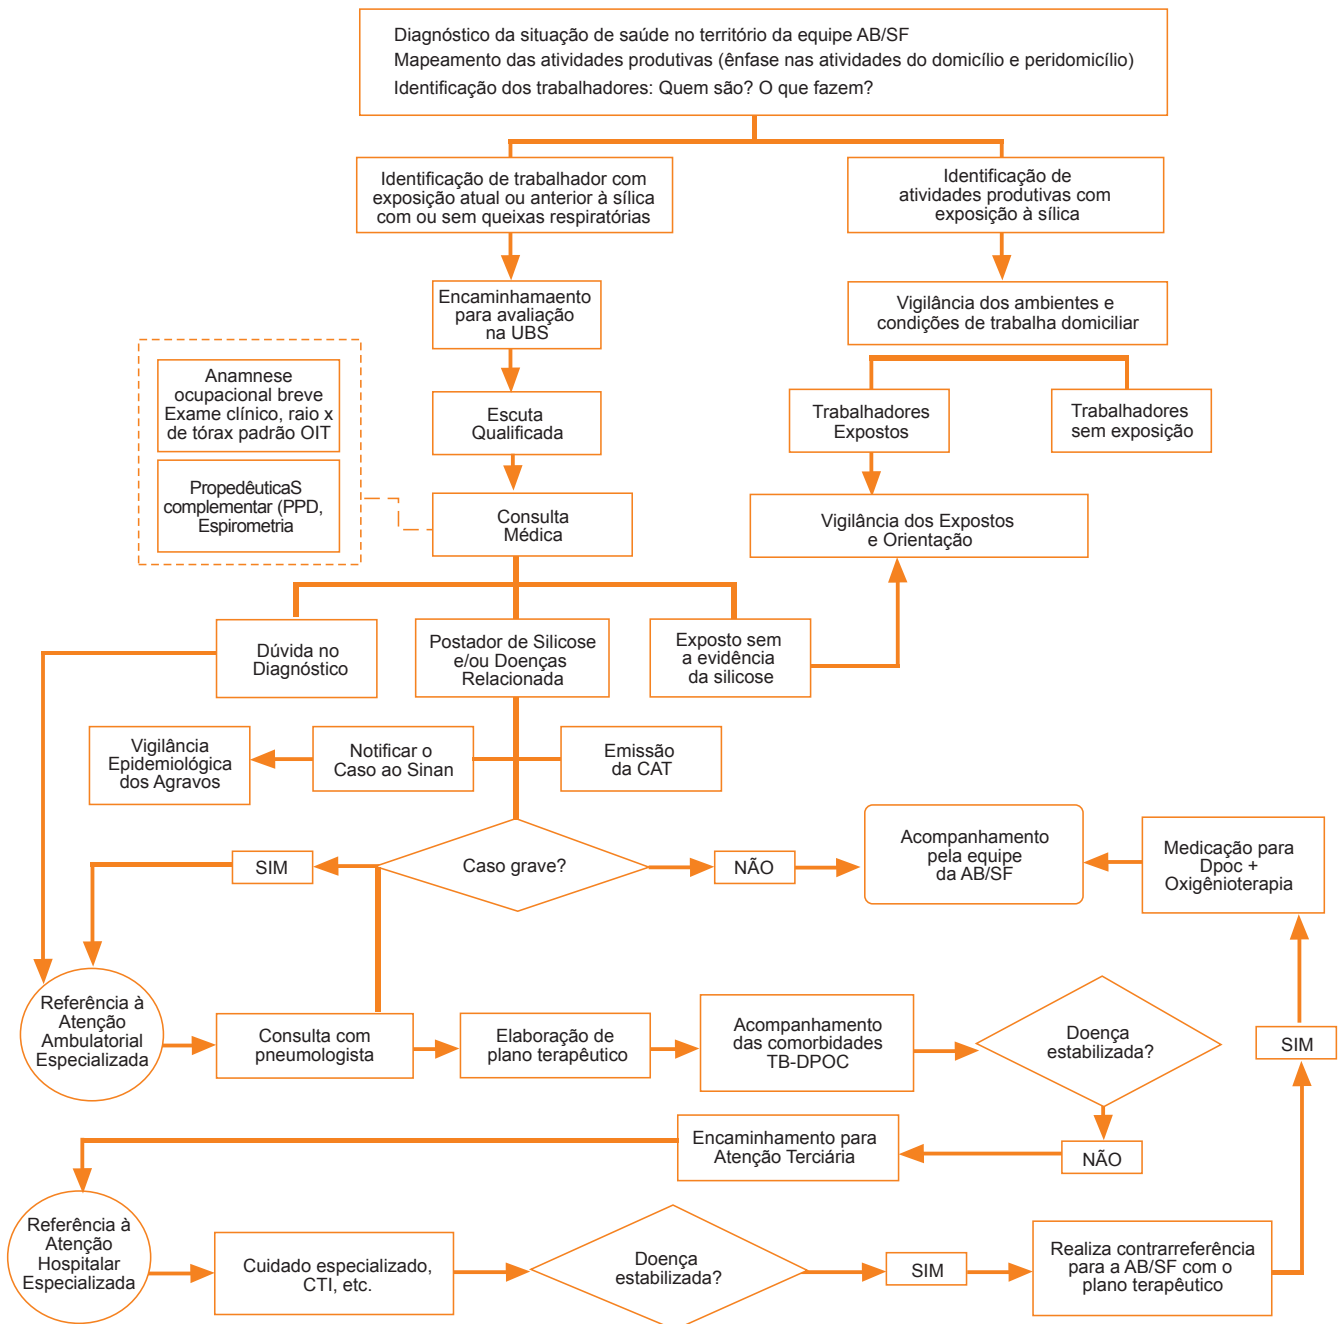 Diagnóstico da situação de saúde no território da equipe AB/SF
Mapeamento das atividades produtivas (ênfase nas atividades do domicílio e peridomicílio)
Identificação dos trabalhadores: Quem são? O que fazem?
Identificação de trabalhador com
exposição atual ou anterior à sílica
com ou sem queixas respiratórias
Identificação de
atividades produtivas com
exposição à sílica
Encaminhamaento
para avaliação
na UBS
Vigilância dos ambientes e
condições de trabalha domiciliar
Anamnese
ocupacional breve
Exame clínico, raio x
de tórax padrão OIT
Escuta
Qualificada
Trabalhadores
Expostos
Trabalhadores
sem exposição
PropedêuticaS
complementar (PPD,
Espirometria
Consulta
Médica
Vigilância dos Expostos
e Orientação
Dúvida no
Diagnóstico
Postador de Silicose
e/ou Doenças
Relacionada
Exposto sem
a evidência
da silicose
Vigilância
Epidemiológica
dos Agravos
Notificar o
Caso ao Sinan
Emissão
da CAT
SIM
Caso grave?
NÃO
Acompanhamento
pela equipe
da AB/SF
Medicação para
Dpoc +
Oxigênioterapia
Referência à
Atenção
Ambulatorial
Especializada
Consulta com
pneumologista
Elaboração de
plano terapêutico
Acompanhamento
das comorbidades
TB-DPOC
Doença
estabilizada?
SIM
Encaminhamento para
Atenção Terciária
NÃO
Referência à
Atenção
Hospitalar
Especializada
Cuidado especializado,
CTI, etc.
Doença
estabilizada?
SIM
Realiza contrarreferência
para a AB/SF com o
plano terapêutico